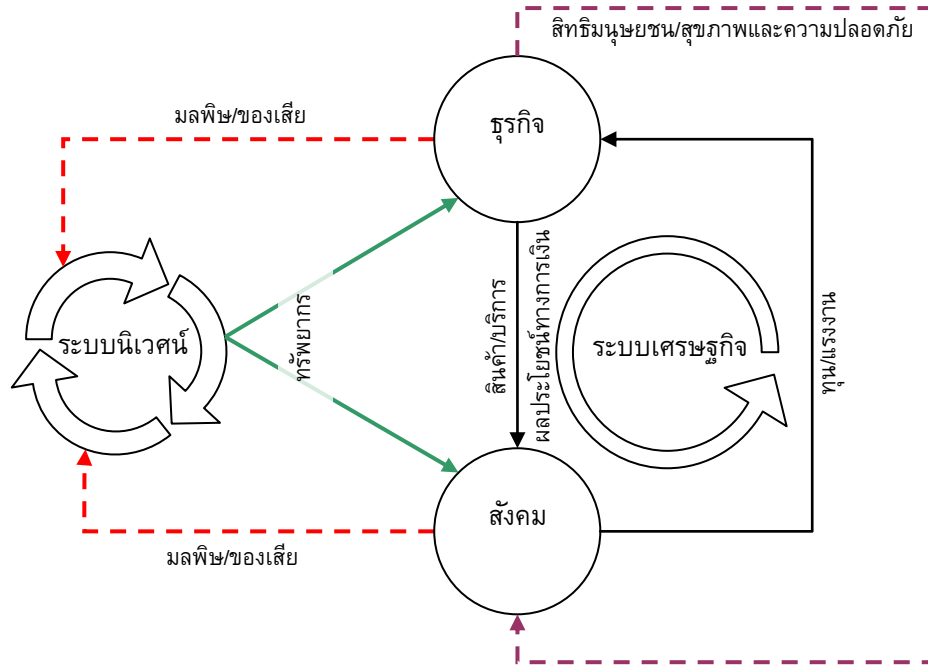 สิทธิมนุษยชน/สุขภาพและความปลอดภัย
มลพิษ/ของเสีย
ธุรกิจ
ระบบนิเวศน์
ทรัพยากร
สินค้า/บริการ
ผลประโยชน์ทางการเงิน
ระบบเศรษฐกิจ
ทุน/แรงงาน
สังคม
มลพิษ/ของเสีย